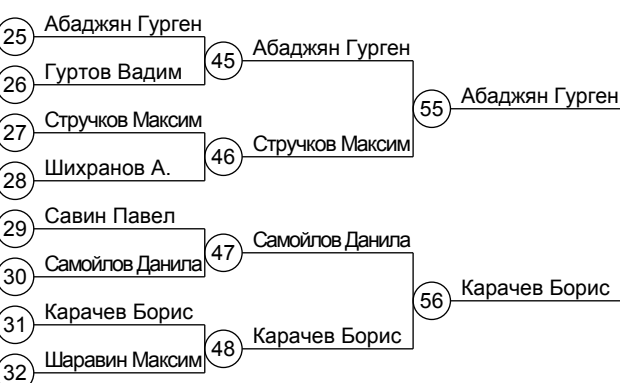 25 Абаджян Гурген
26 Гуртов Вадим
45 Абаджян Гурген
27 Стручков Максим
28 Шихранов А.
46 Стручков Максим
55 Абаджян Гурген
29 Савин Павел
30 Самойлов Данила
47 Самойлов Данила
31 Карачев Борис
32 Шаравин Максим
48 Карачев Борис
56 Карачев Борис